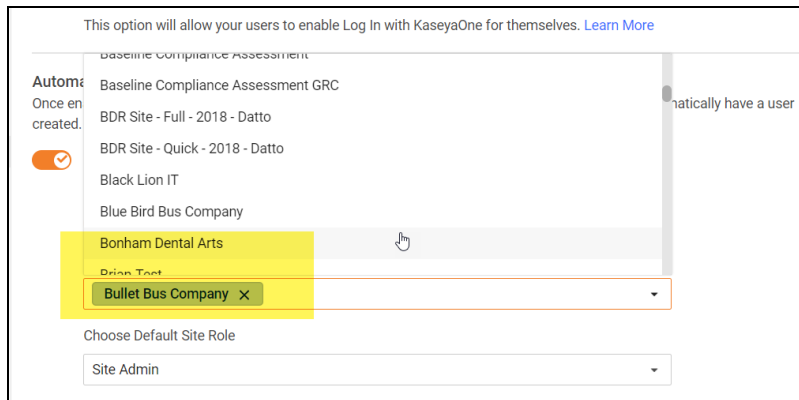 This option will allow your users to enable Log In with KaseyaOne for themselves. Learn More
Baseline Compliance Assessment
Automa
Baseline Compliance Assessment GRC
Once en
matically have a user
created.
BDR Site - Full - 2018 - Datto
BDR Site - Quick - 2018 - Datto
Black Lion IT
Blue Bird Bus Company
Bonham Dental Arts
Brian Test
Bullet Bus Company ×
Choose Default Site Role
Site Admin